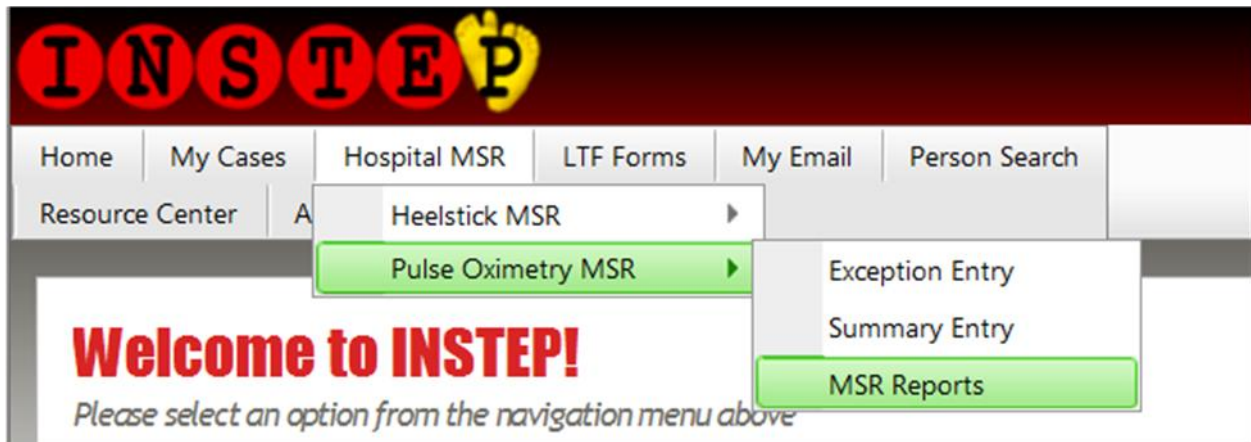 INSTEP
Home My Cases Hospital MSR LTF Forms My Email Person Search
Resource Center A
Heelstick MSR
Pulse Oximetry MSR
Exception Entry
Summary Entry
MSR Reports
Welcome to INSTEP!
Please select an option from the navigation menu above